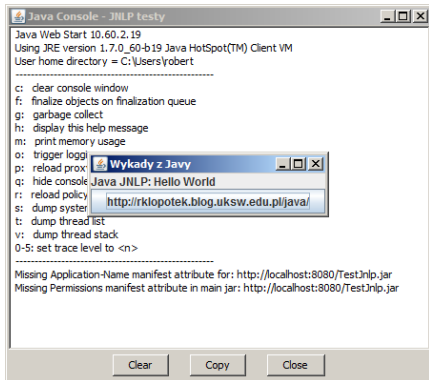 Java Console - JNLP testy
Java Web Start 10.60.2.19
Using JRE version 1.7.0_60-b19 Java HotSpot(TM) Client VM
User home directory = C:\Users\robert
----------------------------------------------------
c:   clear console window
f:   finalize objects on finalization queue
g:   garbage collect
h:   display this help message
m:   print memory usage
o:   trigger
p:   reload
q:   hide console
r:   reload policy
s:   dump
t:   dump thread list
v:   dump thread stack
0-5: set trace level to <n>
----------------------------------------------------
Missing Application-Name manifest attribute for: http://localhost:8080/TestJnlp.jar
Missing Permissions manifest attribute in main jar: http://localhost:8080/TestJnlp.jar
Wykady z Javy
Java JNLP: Hello World
http://rklopotek.blog.uksw.edu.pl/java/
Clear
Copy
Close